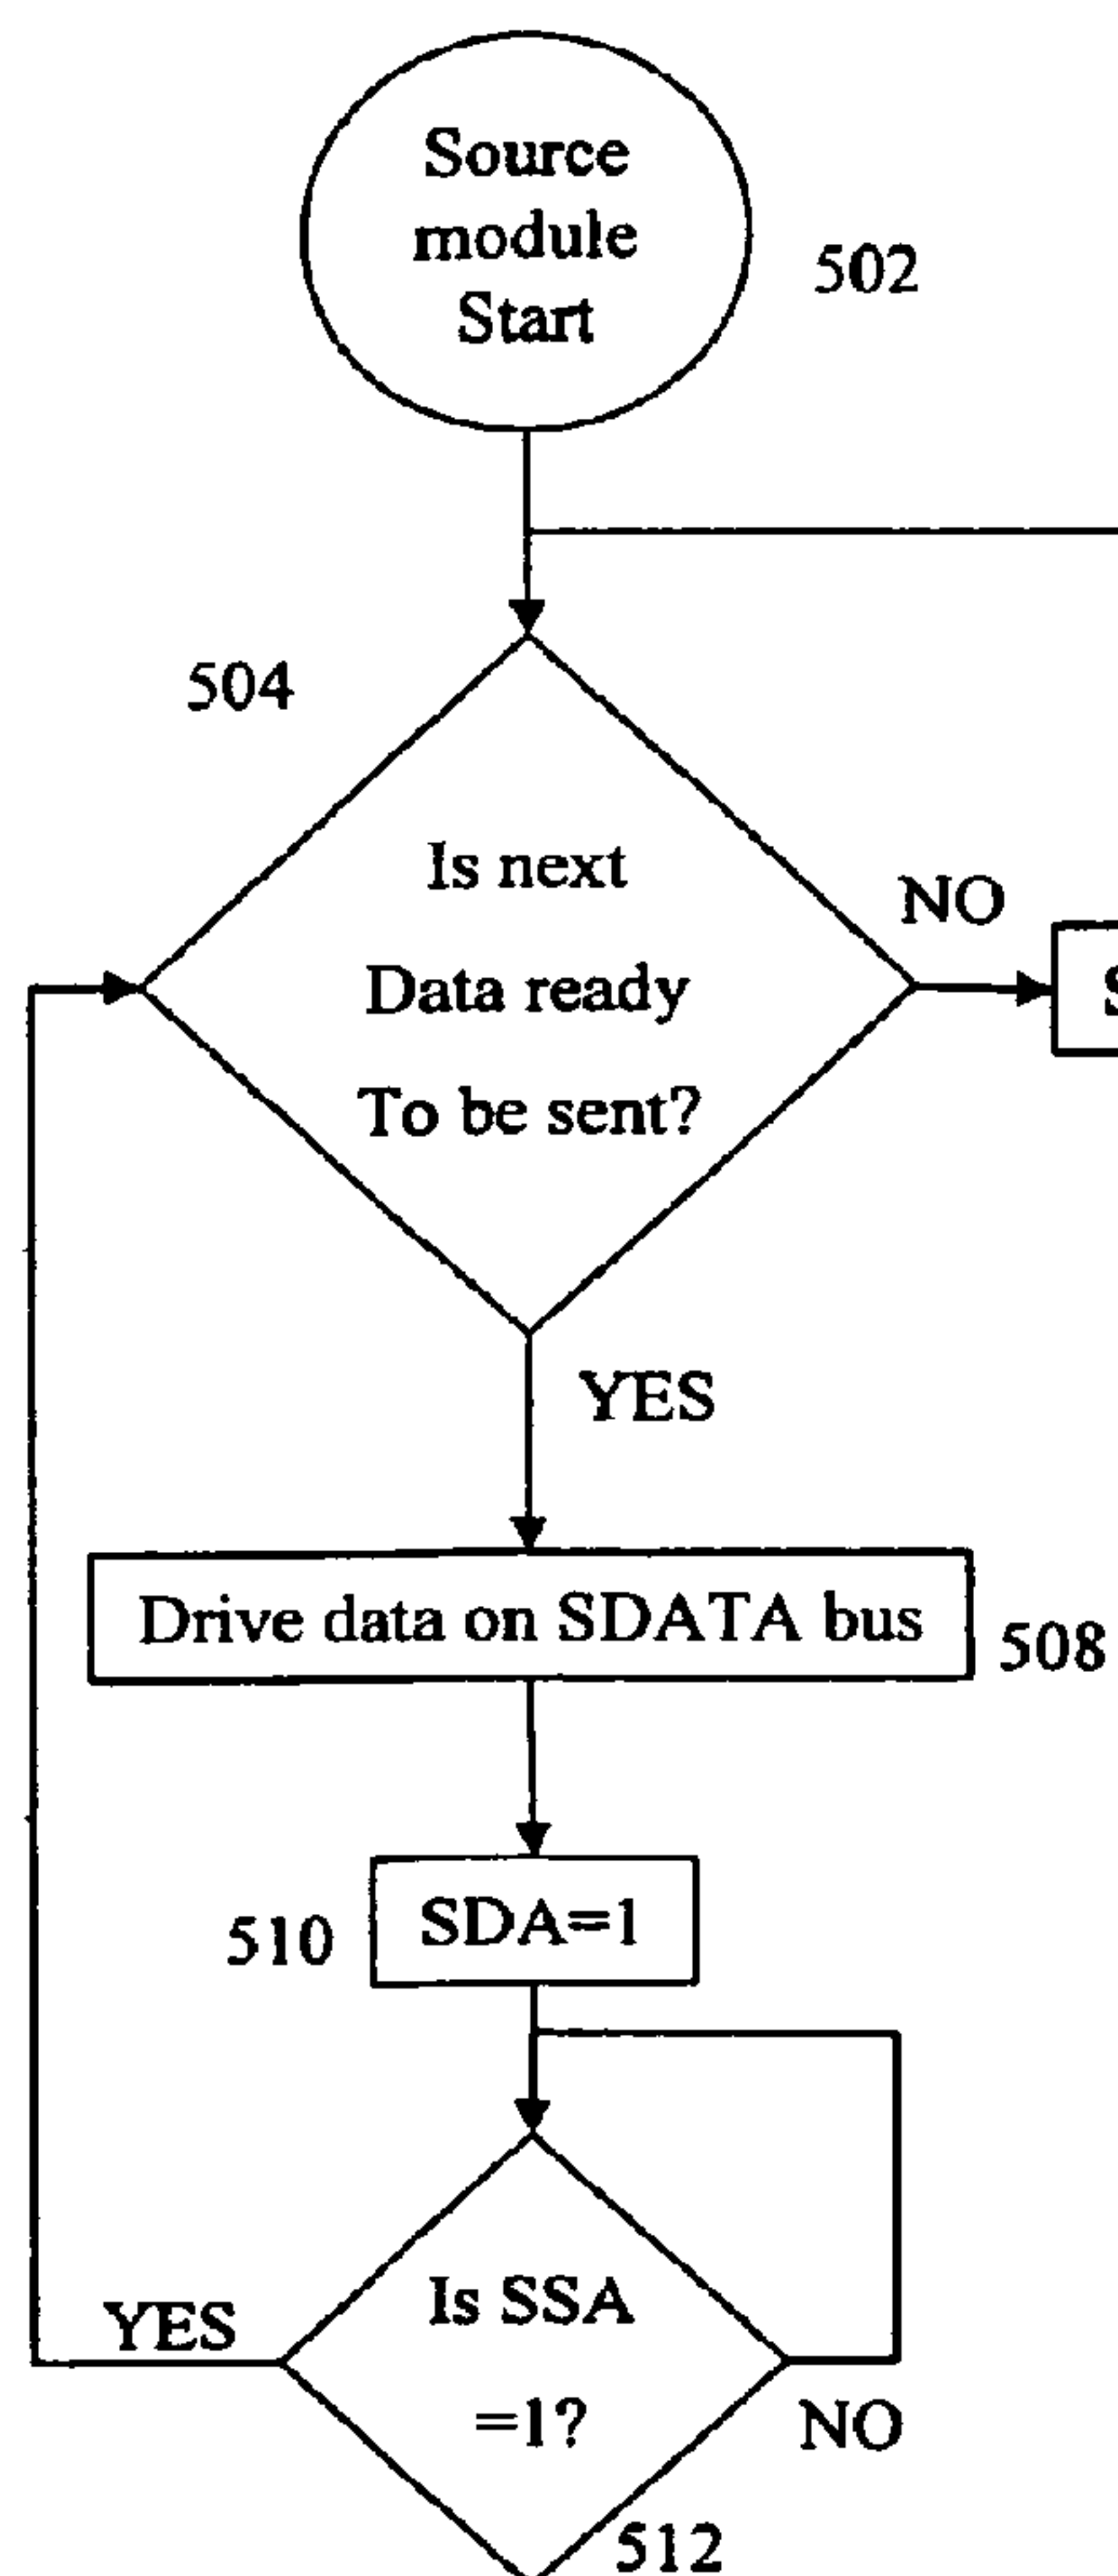 Source
module
Start
502
504
Is next
Data ready
To be sent?
NO
S
YES
Drive data on SDATA bus
508
510
SDA=1
Is SSA
=1?
YES
NO
512